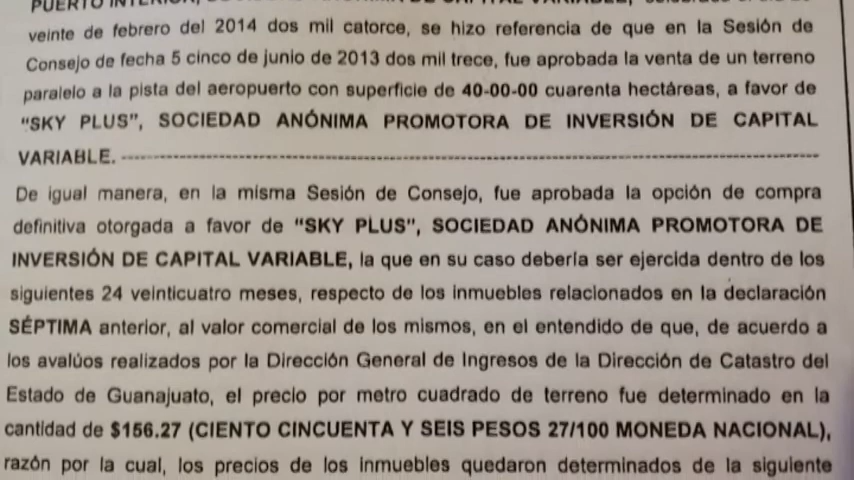 PUERTO INTERIOR, SOCIEDAD ANÓNIMA DE CAPITAL VARIABLE,
veinte de febrero del 2014 dos mil catorce, se hizo referencia de que en la Sesión de
Consejo de fecha 5 cinco de junio de 2013 dos mil trece, fue aprobada la venta de un terreno
paralelo a la pista del aeropuerto con superficie de 40-00-00 cuarenta hectáreas, a favor de
"SKY PLUS", SOCIEDAD ANÓNIMA PROMOTORA DE INVERSIÓN DE CAPITAL
VARIABLE. ------------------------------------------------------------
De igual manera, en la misma Sesión de Consejo, fue aprobada la opción de compra
definitiva otorgada a favor de "SKY PLUS", SOCIEDAD ANÓNIMA PROMOTORA DE
INVERSIÓN DE CAPITAL VARIABLE, la que en su caso debería ser ejercida dentro de los
siguientes 24 veinticuatro meses, respecto de los inmuebles relacionados en la declaración
SÉPTIMA anterior, al valor comercial de los mismos, en el entendido de que, de acuerdo a
los avalúos realizados por la Dirección General de Ingresos de la Dirección de Catastro del
Estado de Guanajuato, el precio por metro cuadrado de terreno fue determinado en la
cantidad de $156.27 (CIENTO CINCUENTA Y SEIS PESOS 27/100 MONEDA NACIONAL),
razón por la cual, los precios de los inmuebles quedaron determinados de la siguiente